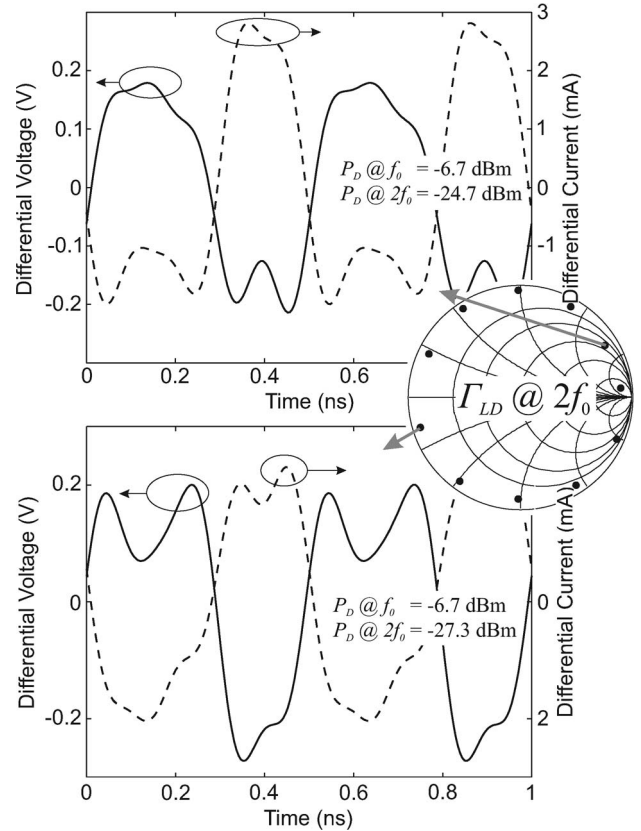 3
0.2
2
0.1
1
Differential Voltage (V)
Differential Current (mA)
P_D @ f_0 = -6.7 dBm
0
0
P_D @ 2f_0 = -24.7 dBm
-0.1
-1
-0.2
0
0.2
0.4
0.6
Time (ns)
Γ_LD @ 2f_0
3
0.2
2
Differential Voltage (V)
Differential Current (mA)
0
0
P_D @ f_0 = -6.7 dBm
P_D @ 2f_0 = -27.3 dBm
-0.2
2
0
0.2
0.4
0.6
0.8
1
Time (ns)